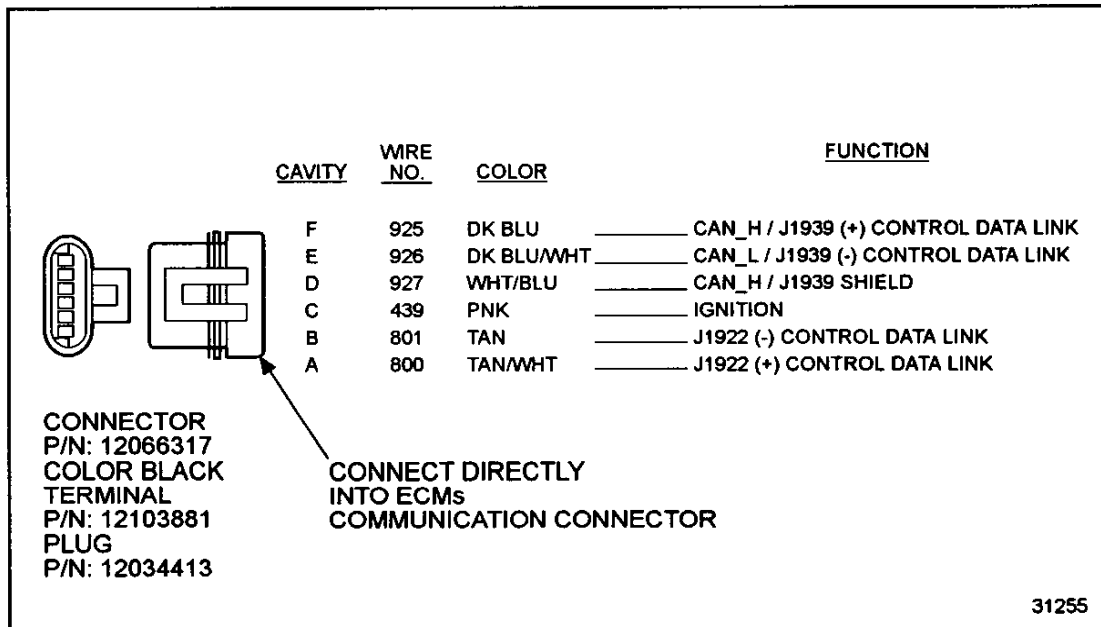 CAVITY WIRE NO. COLOR FUNCTION
F 925 DK BLU CAN_H / J1939 (+) CONTROL DATA LINK
E 926 DK BLU/WHT CAN_L / J1939 (-) CONTROL DATA LINK
D 927 WHT/BLU CAN_H / J1939 SHIELD
C 439 PNK IGNITION
B 801 TAN J1922 (-) CONTROL DATA LINK
A 800 TAN/WHT J1922 (+) CONTROL DATA LINK
CONNECTOR
P/N: 12066317
COLOR BLACK
TERMINAL
P/N: 12103881
PLUG
P/N: 12034413
CONNECT DIRECTLY
INTO ECMs
COMMUNICATION CONNECTOR
31255